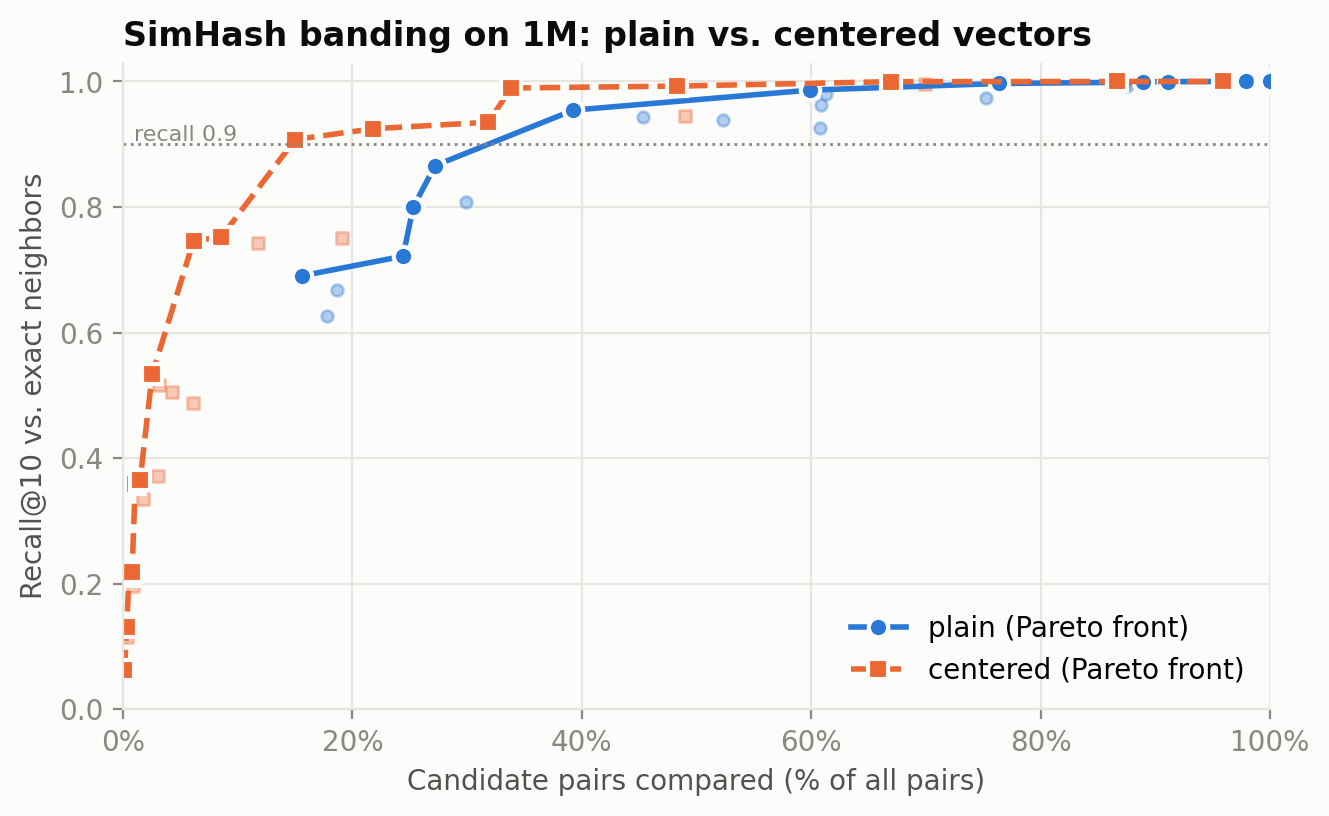 SimHash banding on 1M: plain vs. centered vectors
Recall@10 vs. exact neighbors
1.0
0.8
0.6
0.4
0.2
0.0
recall 0.9
plain (Pareto front)
centered (Pareto front)
0% 20% 40% 60% 80% 100%
Candidate pairs compared (% of all pairs)